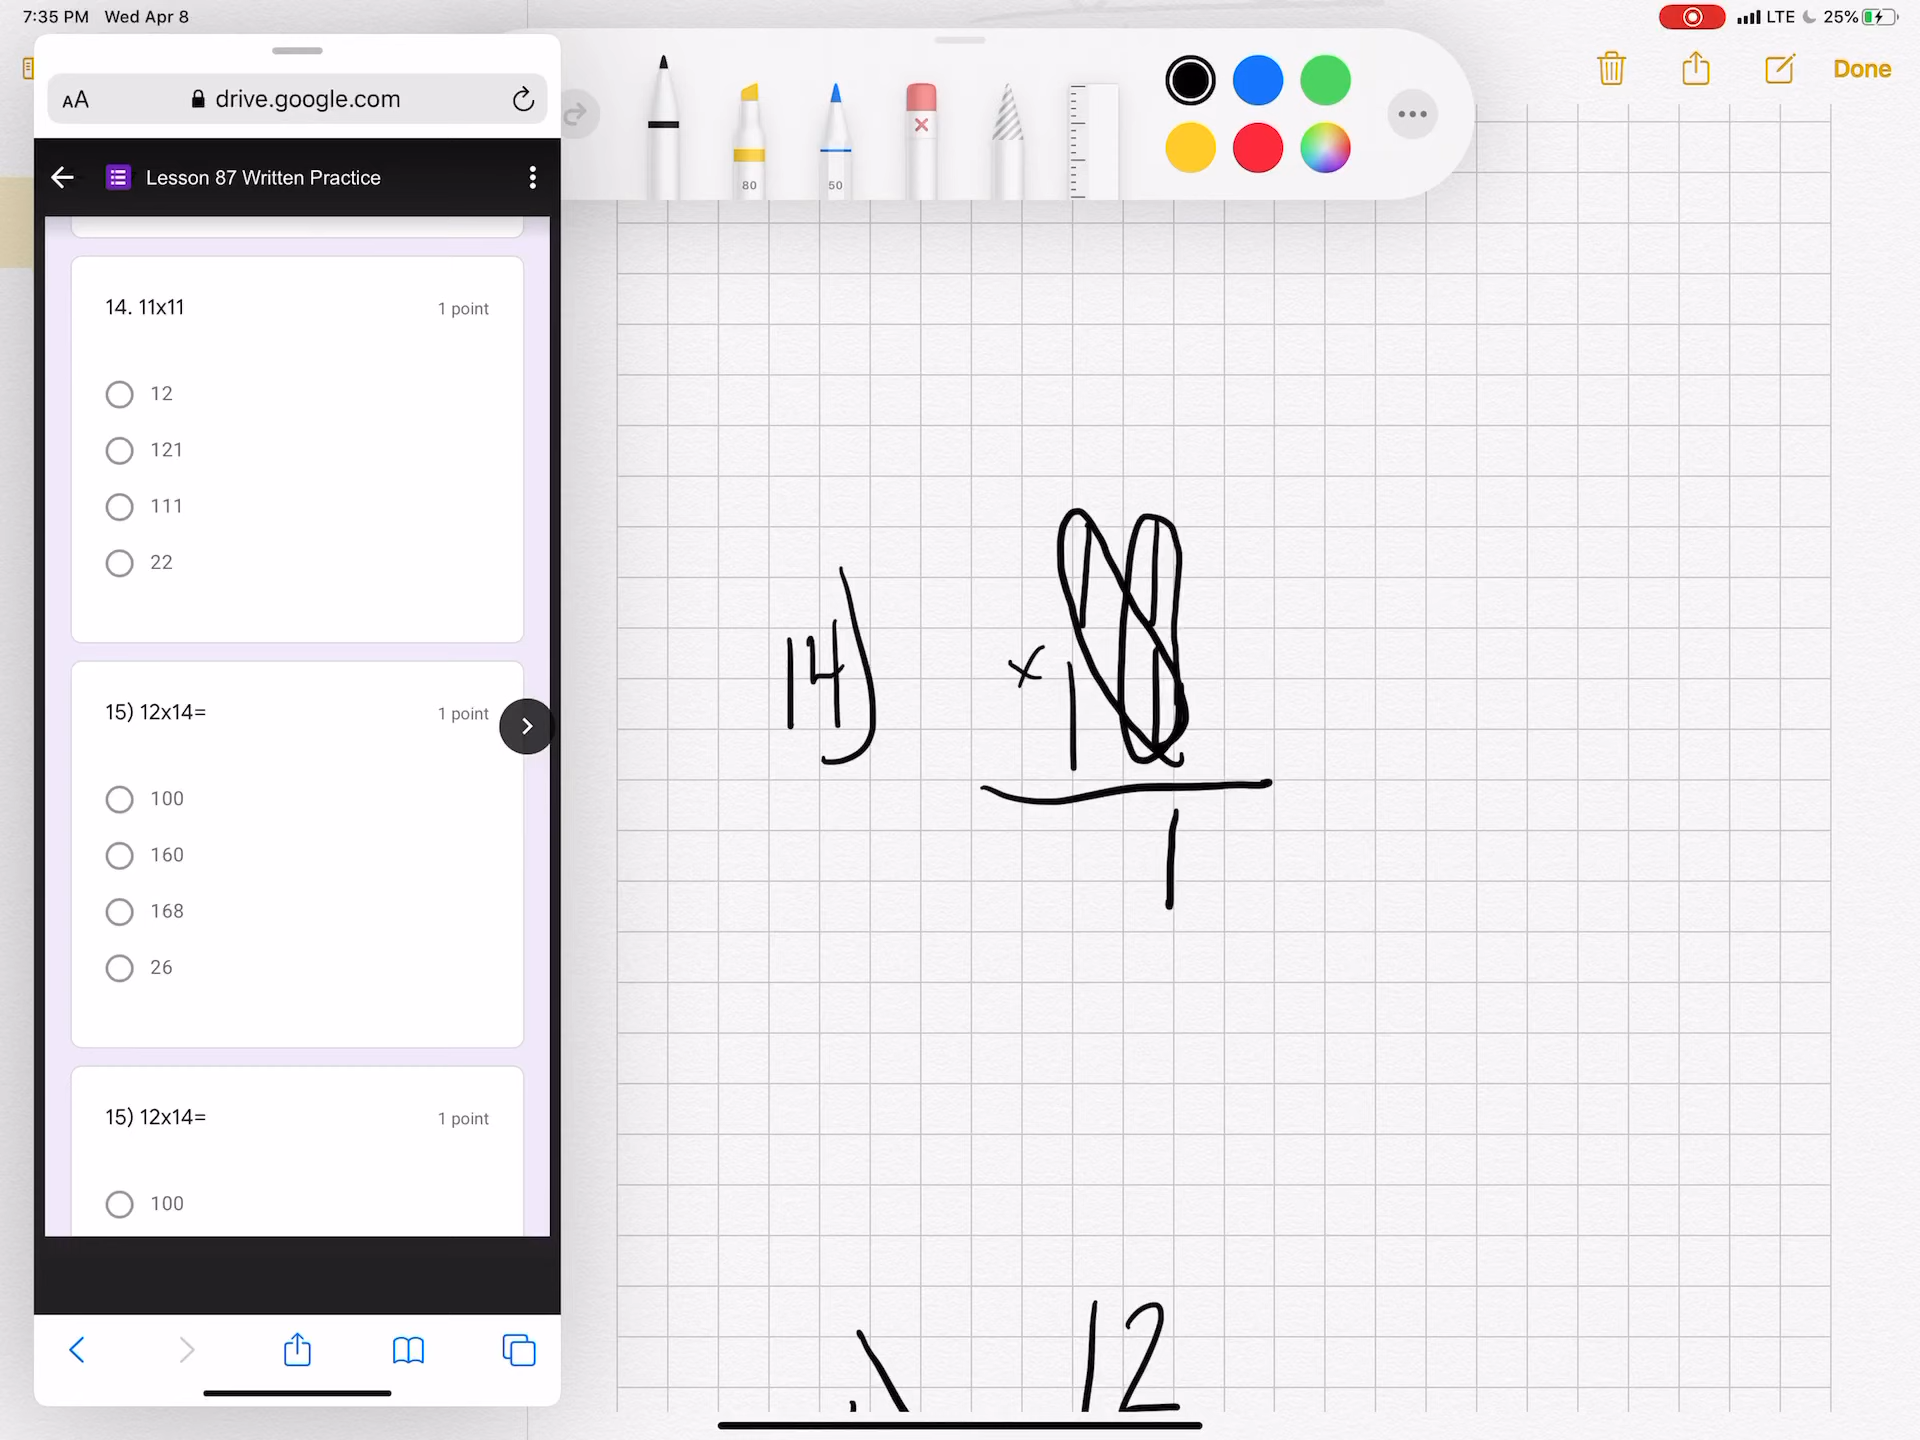 7:35 PM Wed Apr 8
LTE 25%
AA drive.google.com
Done
80 50
Lesson 87 Written Practice
14. 11x11 1 point
12
121
111
22
15) 12x14= 1 point
100
160
168
26
15) 12x14= 1 point
100
11
14) x 11
1
12